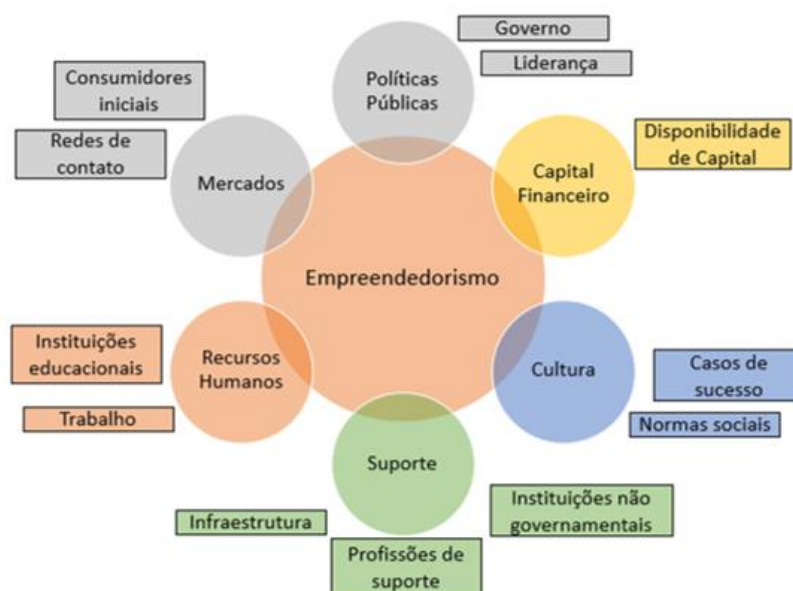 Governo
Liderança
Políticas
Públicas
Consumidores
iniciais
Redes de
contato
Mercados
Disponibilidade
de Capital
Capital
Financeiro
Empreendedorismo
Instituições
educacionais
Trabalho
Recursos
Humanos
Cultura
Casos de
sucesso
Normas sociais
Suporte
Infraestrutura
Profissões de
suporte
Instituições não
governamentais